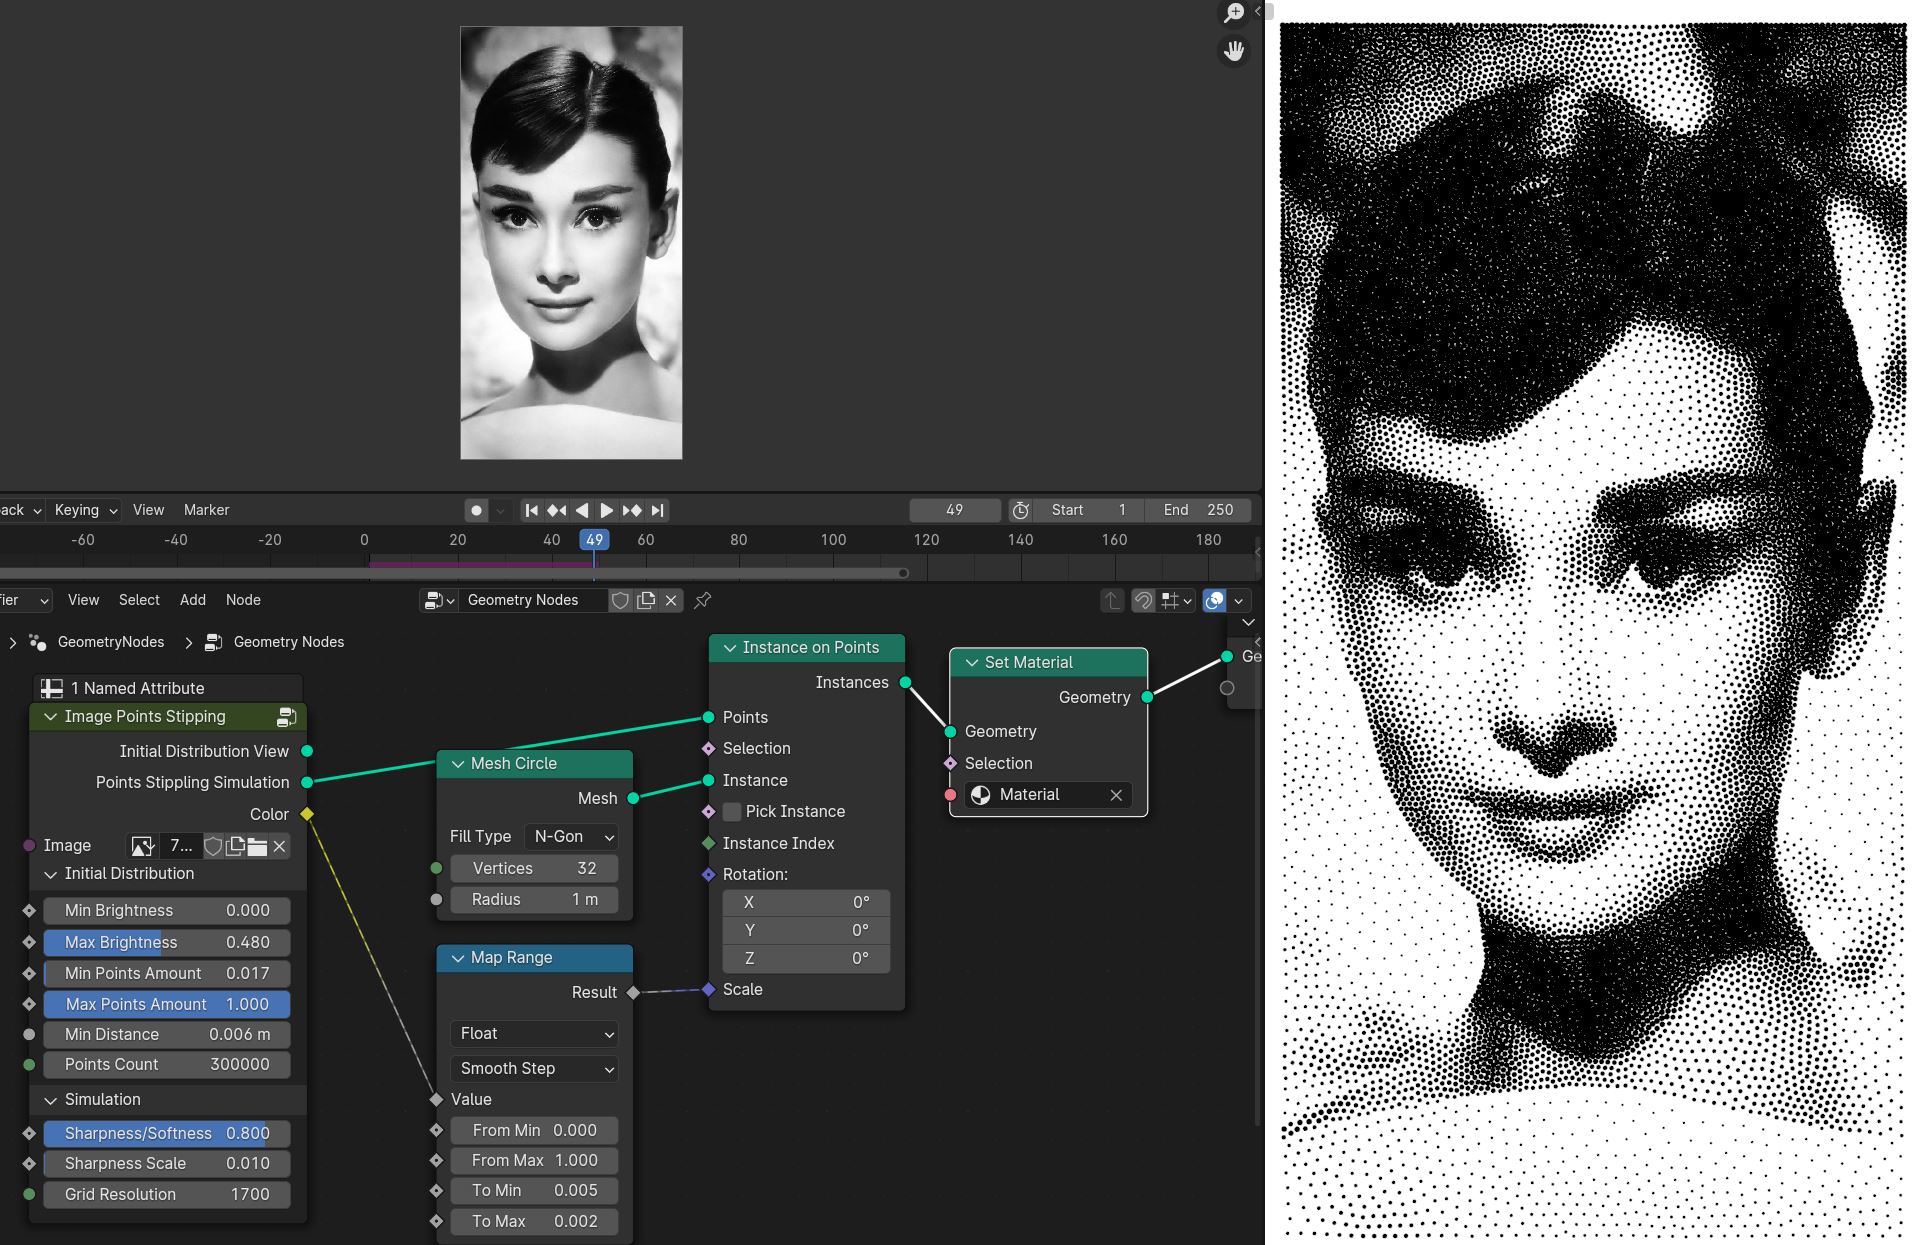 Keying
View
Marker
49
Start 1
End 250
-60 -40 -20 0 20 40 49 60 80 100 120 140 160 180
View Select Add Node
Geometry Nodes
GeometryNodes
Geometry Nodes
1 Named Attribute
Image Points Stipping
Initial Distribution View
Points Stippling Simulation
Color
Image 7...
Initial Distribution
Min Brightness 0.000
Max Brightness 0.480
Min Points Amount 0.017
Max Points Amount 1.000
Min Distance 0.006 m
Points Count 300000
Simulation
Sharpness/Softness 0.800
Sharpness Scale 0.010
Grid Resolution 1700
Mesh Circle
Mesh
Fill Type N-Gon
Vertices 32
Radius 1 m
Map Range
Result
Float
Smooth Step
Value
From Min 0.000
From Max 1.000
To Min 0.005
To Max 0.002
Instance on Points
Instances
Points
Selection
Instance
Pick Instance
Instance Index
Rotation:
X 0°
Y 0°
Z 0°
Scale
Set Material
Geometry
Geometry
Selection
Material